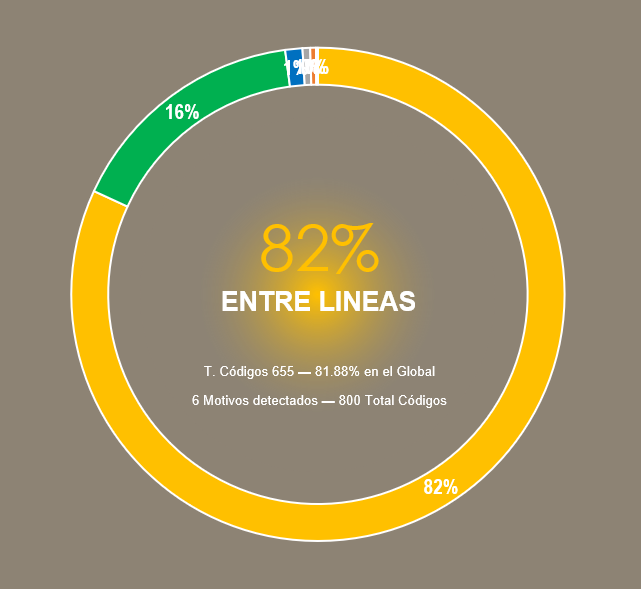 16%
82%
ENTRE LINEAS
T. Códigos 655 — 81.88% en el Global
6 Motivos detectados — 800 Total Códigos
82%